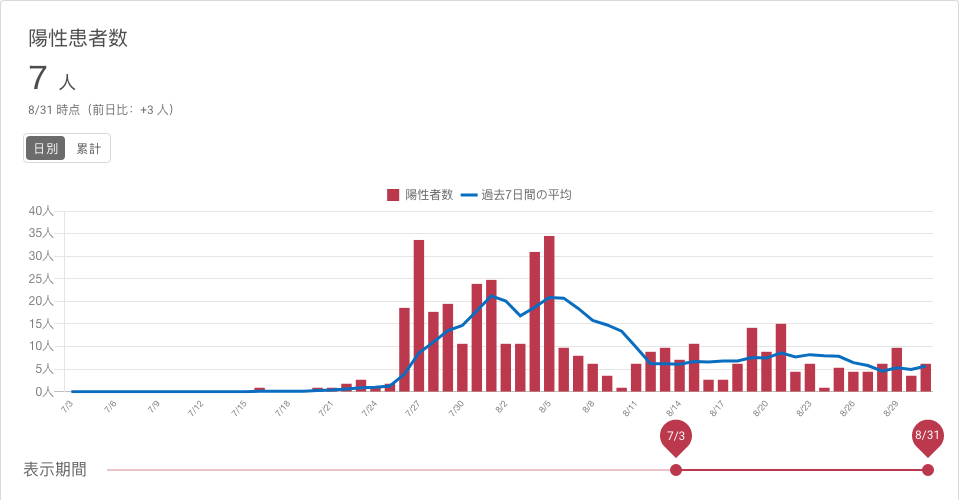 陽性患者数
7 人
8/31 時点（前日比：+3 人）
日別 累計
陽性者数 過去7日間の平均
40人
35人
30人
25人
20人
15人
10人
5人
0人
7/3 7/6 7/9 7/12 7/15 7/18 7/21 7/24 7/27 7/30 8/2 8/5 8/8 8/11 8/14 8/17 8/20 8/23 8/26 8/29
7/3 8/31
表示期間